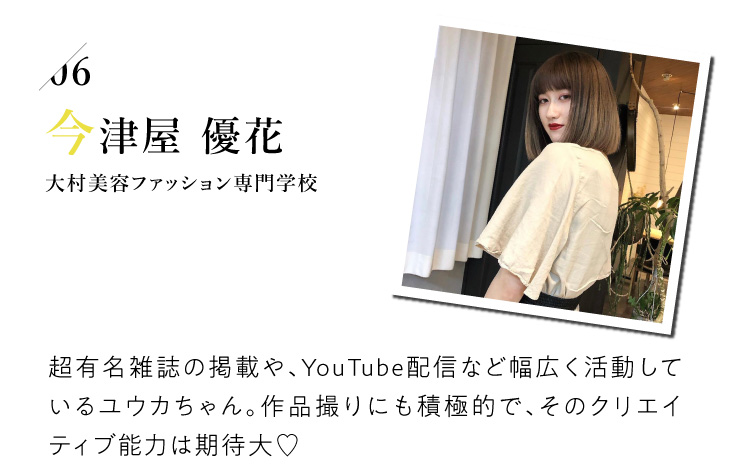 06
今津屋 優花
大村美容ファッション専門学校
超有名雑誌の掲載や、YouTube配信など幅広く活動して
いるユウカちゃん。作品撮りにも積極的で、そのクリエイ
ティブ能力は期待大♡